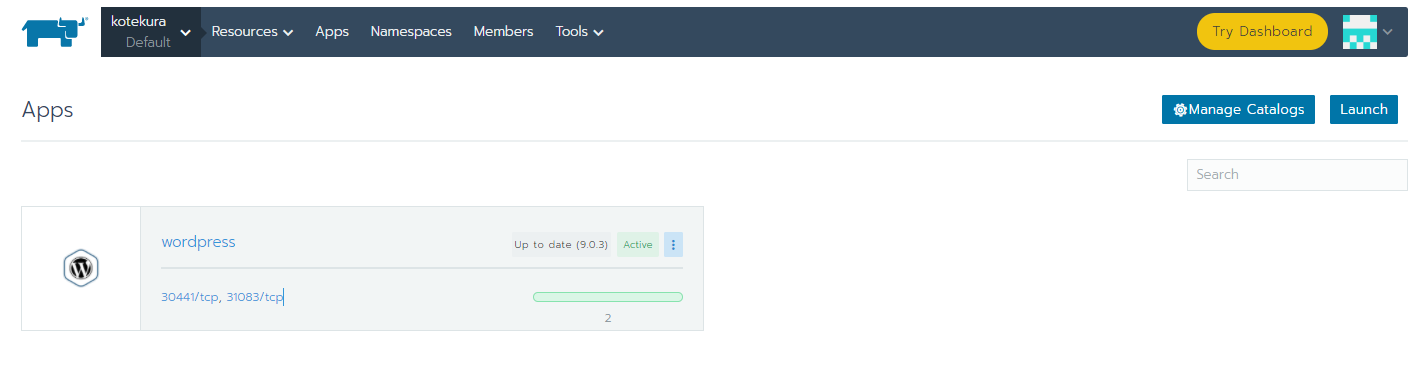 kotekura
Default
Resources Apps Namespaces Members Tools Try Dashboard
Apps
Manage Catalogs Launch
Search
wordpress Up to date (9.0.3) Active
30441/tcp, 31083/tcp
2